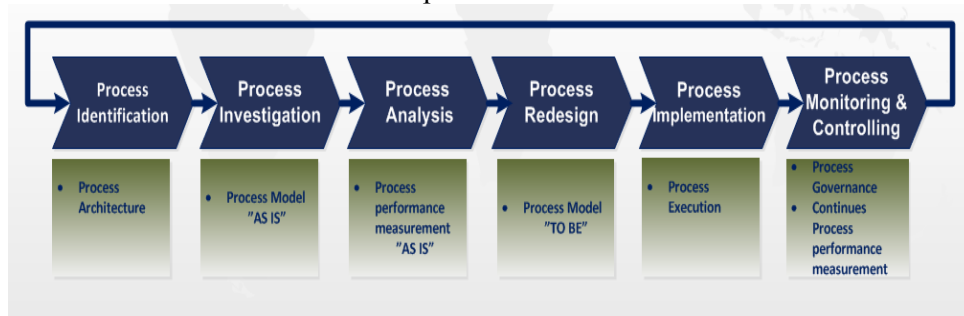 Process
Identification
Process
Investigation
Process
Analysis
Process
Redesign
Process
Implementation
Process
Monitoring &
Controlling
• Process
Architecture
• Process Model
"AS IS"
• Process
performance
measurement
"AS IS"
• Process Model
"TO BE"
• Process
Execution
• Process
Governance
• Continues
Process
performance
measurement